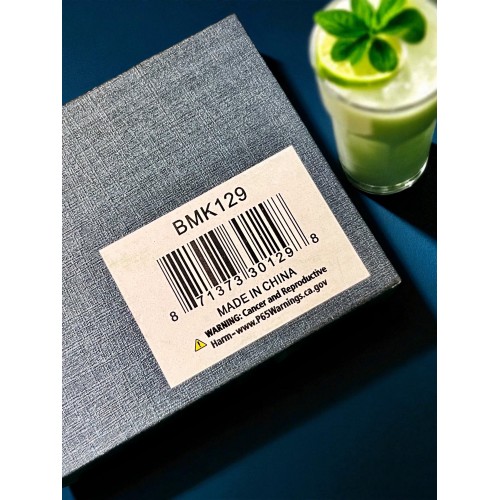 BMK129
8 71373 30129 8
MADE IN CHINA
WARNING: Cancer and Reproductive
Harm-www.P65Warnings.ca.gov